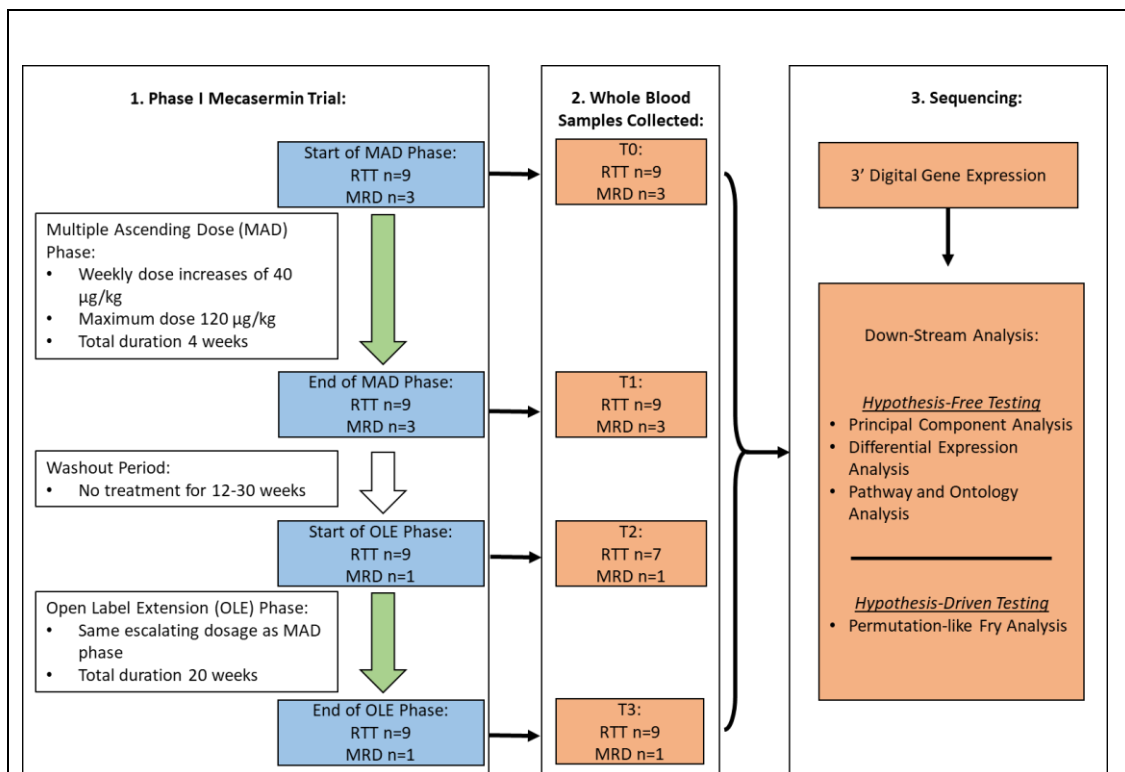 1. Phase I Mecasermin Trial:
Start of MAD Phase:
RTT n=9
MRD n=3
Multiple Ascending Dose (MAD)
Phase:
• Weekly dose increases of 40
µg/kg
• Maximum dose 120 µg/kg
• Total duration 4 weeks
End of MAD Phase:
RTT n=9
MRD n=3
Washout Period:
• No treatment for 12-30 weeks
Start of OLE Phase:
RTT n=9
MRD n=1
Open Label Extension (OLE) Phase:
• Same escalating dosage as MAD
phase
• Total duration 20 weeks
End of OLE Phase:
RTT n=9
MRD n=1
2. Whole Blood
Samples Collected:
T0:
RTT n=9
MRD n=3
T1:
RTT n=9
MRD n=3
T2:
RTT n=7
MRD n=1
T3:
RTT n=9
MRD n=1
3. Sequencing:
3’ Digital Gene Expression
Down-Stream Analysis:
Hypothesis-Free Testing
• Principal Component Analysis
• Differential Expression
Analysis
• Pathway and Ontology
Analysis
Hypothesis-Driven Testing
• Permutation-like Fry Analysis